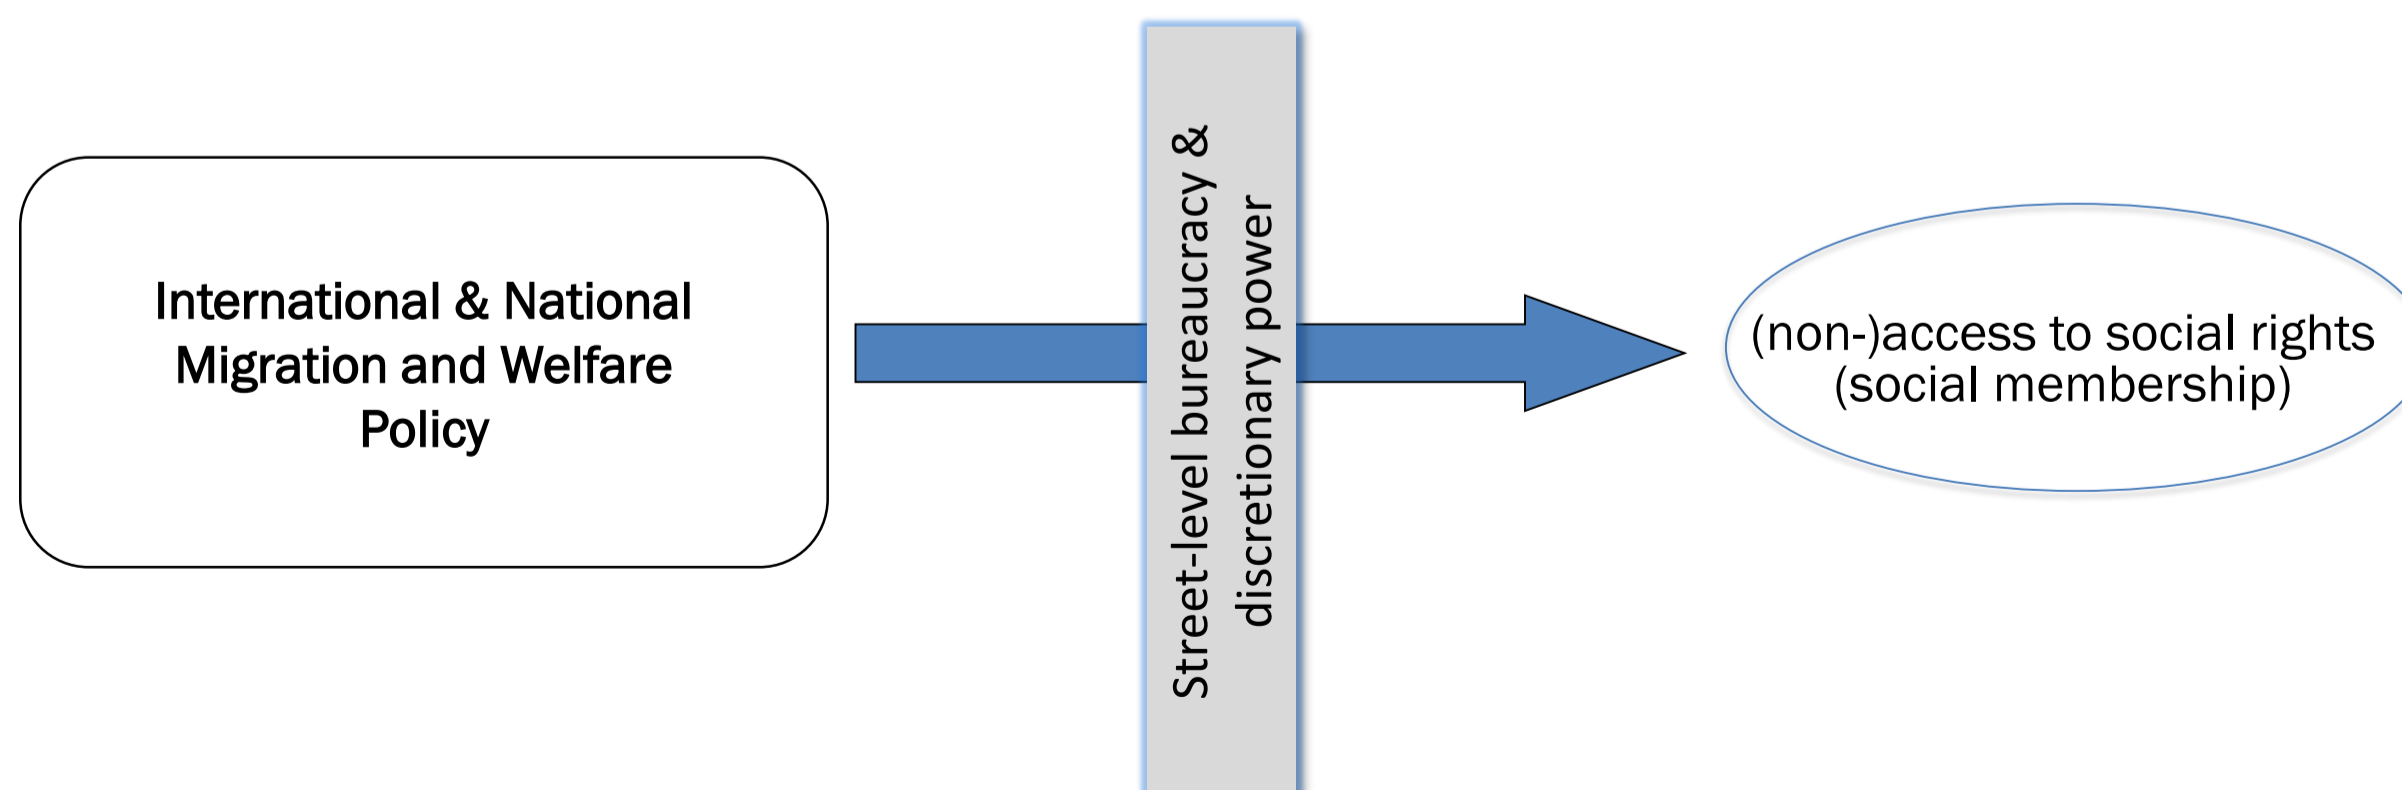 International & National
Migration and Welfare
Policy
Street-level bureaucracy &
discretionary power
(non-)access to social rights
(social membership)